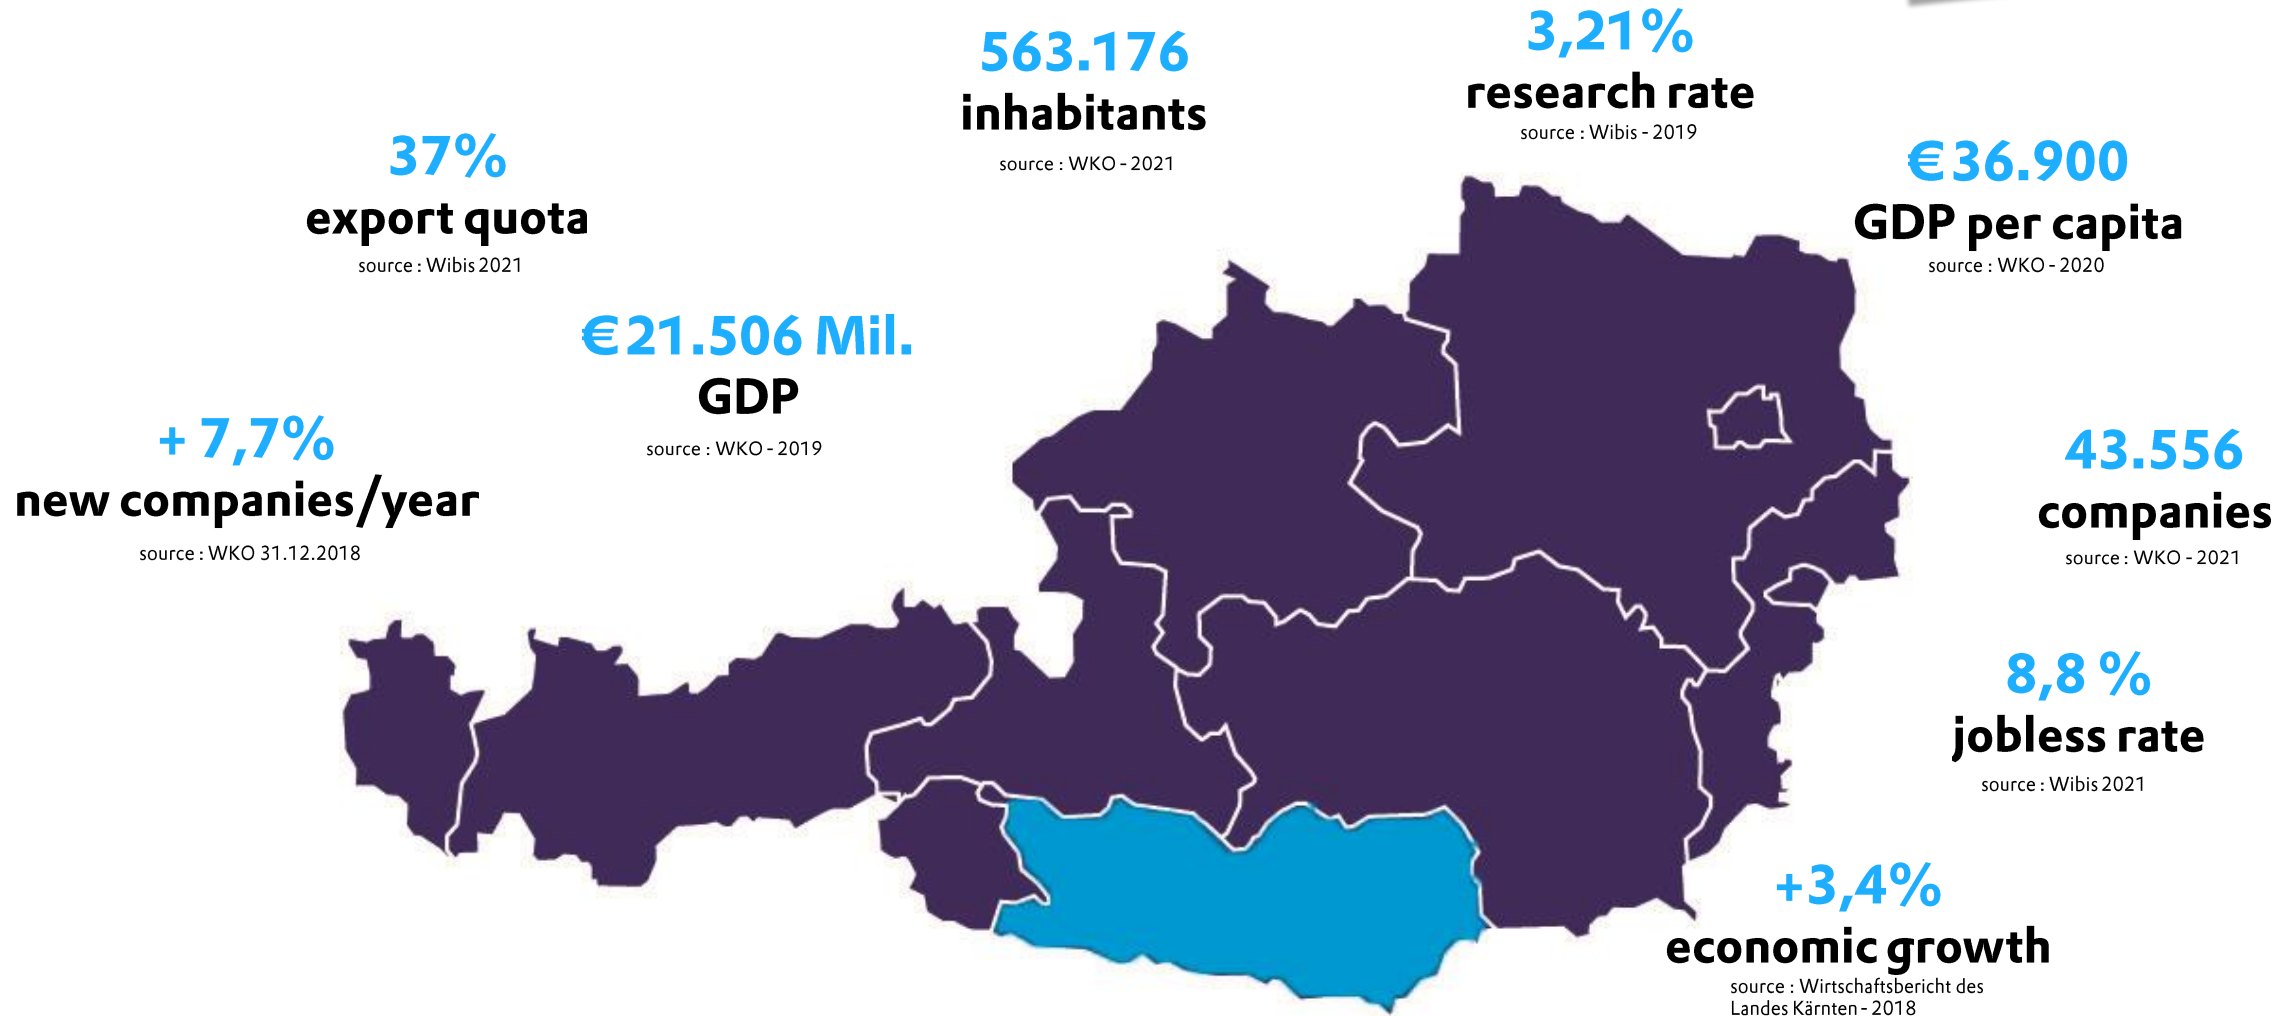 563.176
inhabitants
source : WKO - 2021
3,21%
research rate
source : Wibis - 2019
37%
export quota
source : Wibis 2021
€36.900
GDP per capita
source : WKO - 2020
€21.506 Mil.
GDP
source : WKO - 2019
+ 7,7%
new companies/year
source : WKO 31.12.2018
43.556
companies
source : WKO - 2021
8,8 %
jobless rate
source : Wibis 2021
+3,4%
economic growth
source : Wirtschaftsbericht des
Landes Kärnten - 2018